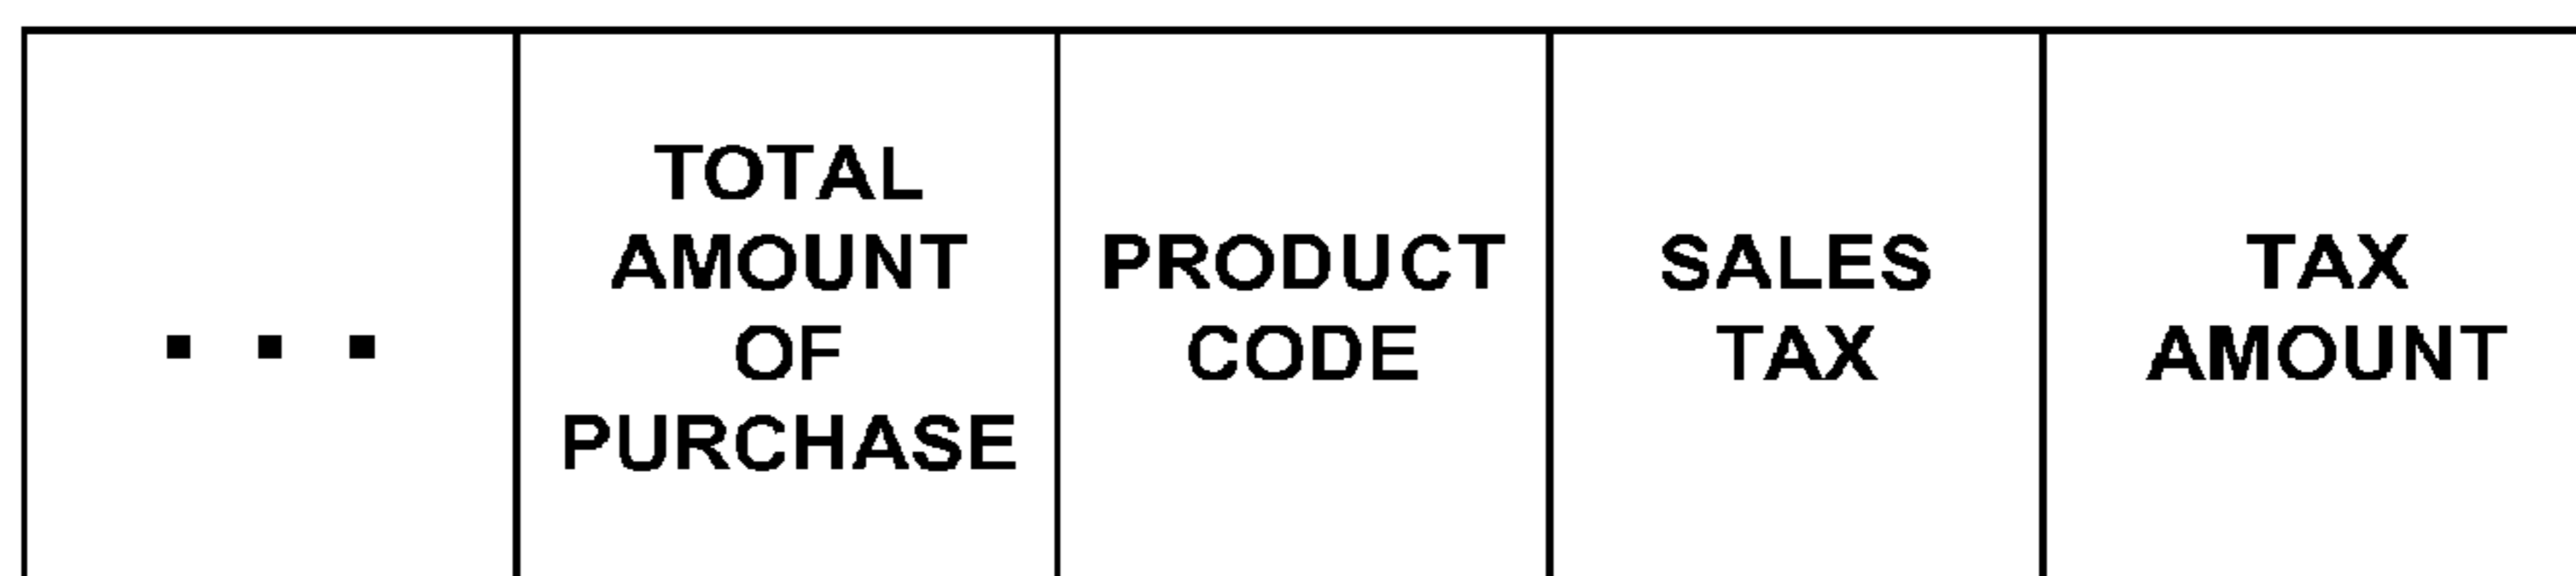 . . .
TOTAL
AMOUNT
OF
PURCHASE
PRODUCT
CODE
SALES
TAX
TAX
AMOUNT